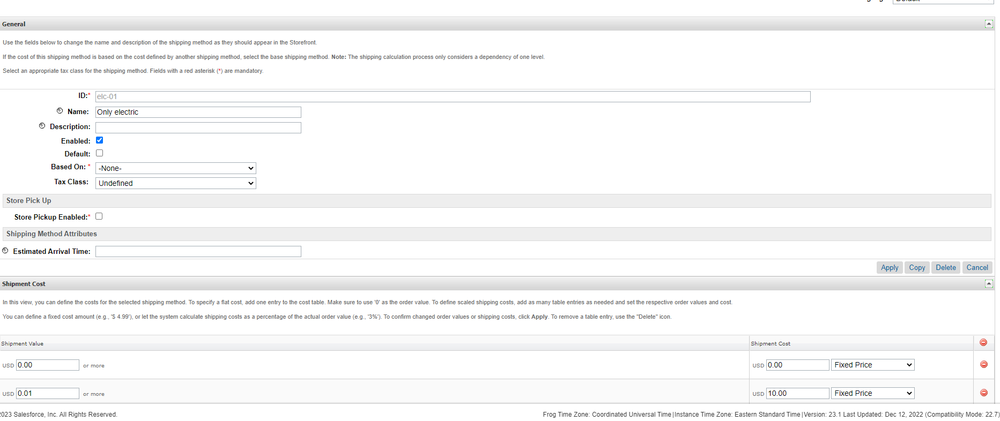 Default
General
Use the fields below to change the name and description of the shipping method as they should appear in the Storefront.
If the cost of this shipping method is based on the cost defined by another shipping method, select the base shipping method. Note: The shipping calculation process only considers a dependency of one level.
Select an appropriate tax class for the shipping method. Fields with a red asterisk (*) are mandatory.
ID:* elc-01
Name: Only electric
Description:
Enabled:
Default:
Based On: * -None-
Tax Class: Undefined
Store Pick Up
Store Pickup Enabled:*
Shipping Method Attributes
Estimated Arrival Time:
Apply Copy Delete Cancel
Shipment Cost
In this view, you can define the costs for the selected shipping method. To specify a flat cost, add one entry to the cost table. Make sure to use '0' as the order value. To define scaled shipping costs, add as many table entries as needed and set the respective order values and cost.
You can define a fixed cost amount (e.g., '$ 4.99'), or let the system calculate shipping costs as a percentage of the actual order value (e.g., '3%'). To confirm changed order values or shipping costs, click Apply. To remove a table entry, use the "Delete" icon.
Shipment Value Shipment Cost
USD 0.00 or more USD 0.00 Fixed Price
USD 0.01 or more USD 10.00 Fixed Price
2023 Salesforce, Inc. All Rights Reserved. Frog Time Zone: Coordinated Universal Time|Instance Time Zone: Eastern Standard Time|Version: 23.1 Last Updated: Dec 12, 2022 (Compatibility Mode: 22.7)